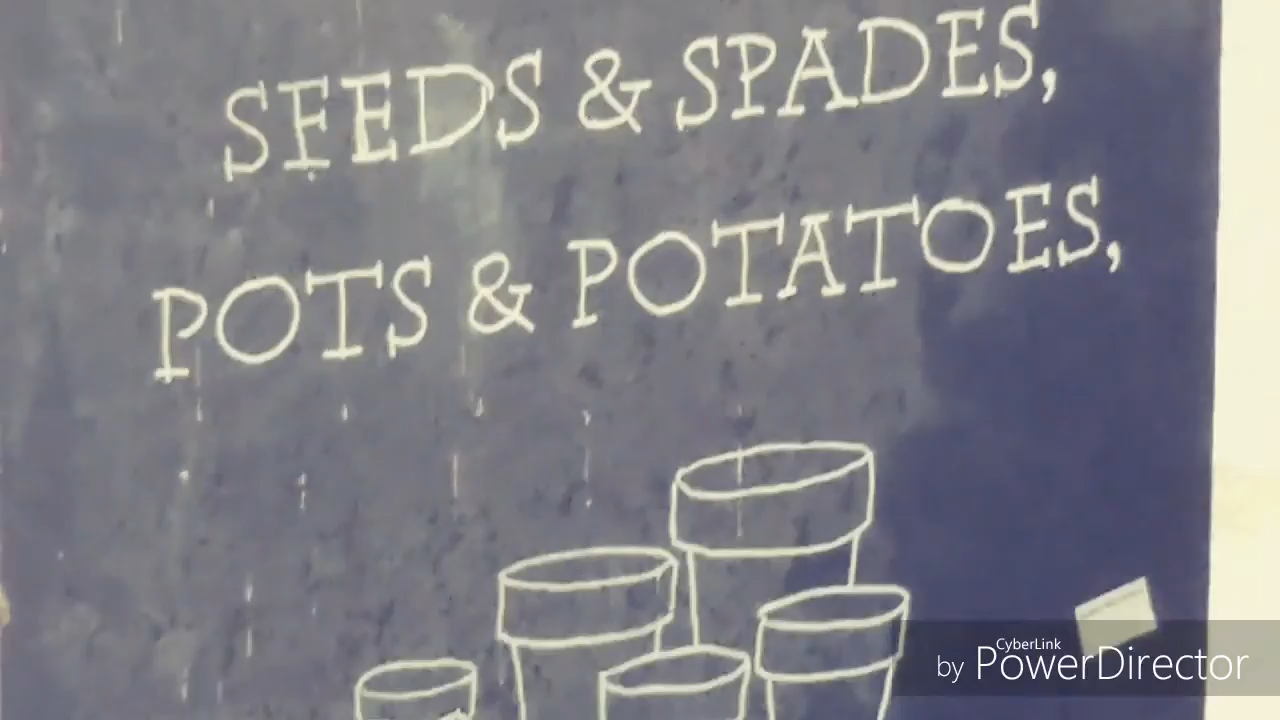 SEEDS & SPADES,
POTS & POTATOES,
by CyberLink PowerDirector